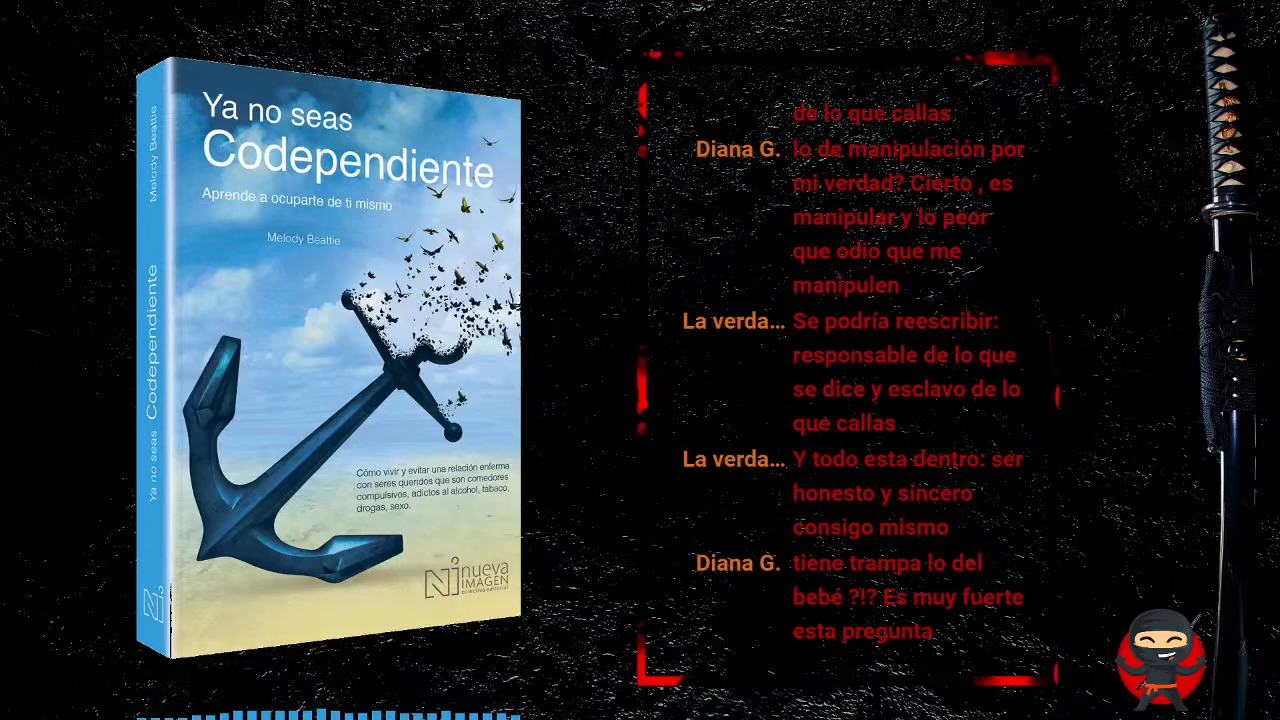 Ya no seas
Codependiente
Aprende a ocuparte de ti mismo
Melody Beattie
Cómo vivir y evitar una relación enferma
con seres queridos que son comedores
compulsivos, adictos al alcohol, tabaco,
drogas, sexo.
nueva
IMAGEN
colectivo editorial
Melody Beattie
Ya no seas Codependiente
de lo que callas
Diana G. lo de manipulación por
mi verdad? Cierto , es
manipular y lo peor
que odio que me
manipulen
La verda... Se podría reescribir:
responsable de lo que
se dice y esclavo de lo
que callas
La verda... Y todo esta dentro: ser
honesto y sincero
consigo mismo
Diana G. tiene trampa lo del
bebé ?!? Es muy fuerte
esta pregunta